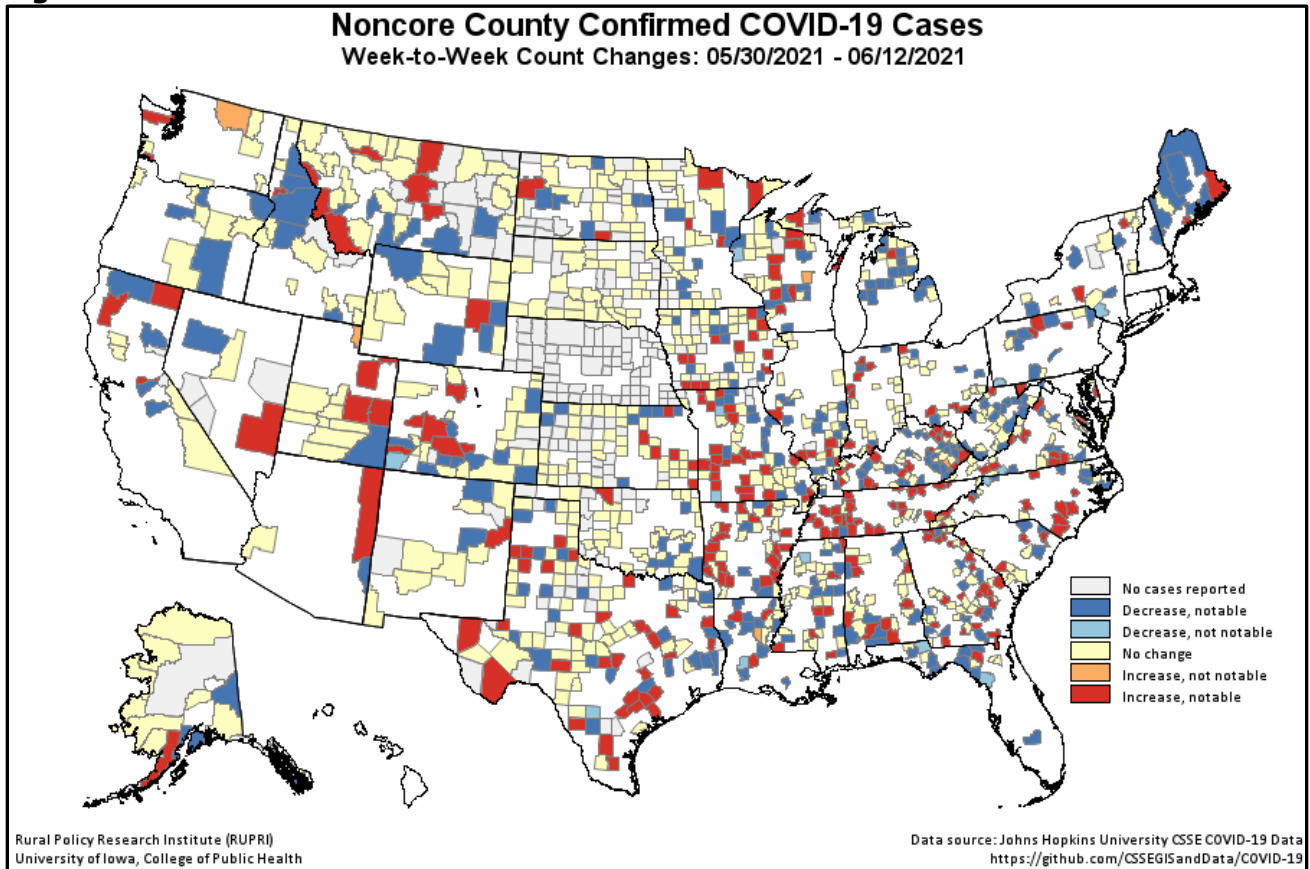 Noncore County Confirmed COVID-19 Cases
Week-to-Week Count Changes: 05/30/2021 - 06/12/2021
No cases reported
Decrease, notable
Decrease, not notable
No change
Increase, not notable
Increase, notable
Rural Policy Research Institute (RUPRI)
University of Iowa, College of Public Health
Data source: Johns Hopkins University CSSE COVID-19 Data
https://github.com/CSSEGISandData/COVID-19